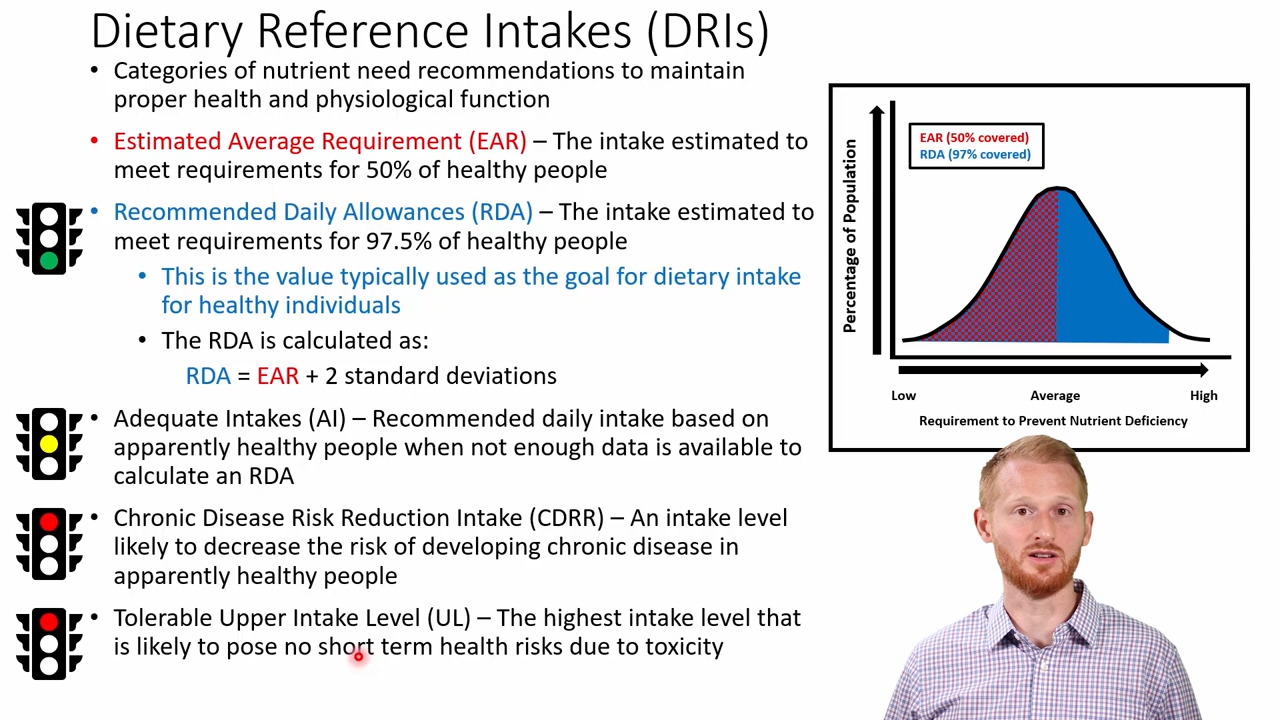 Dietary Reference Intakes (DRIs)
• Categories of nutrient need recommendations to maintain
proper health and physiological function
• Estimated Average Requirement (EAR) – The intake estimated to
meet requirements for 50% of healthy people
• Recommended Daily Allowances (RDA) – The intake estimated to
meet requirements for 97.5% of healthy people
• This is the value typically used as the goal for dietary intake
for healthy individuals
• The RDA is calculated as:
RDA = EAR + 2 standard deviations
• Adequate Intakes (AI) – Recommended daily intake based on
apparently healthy people when not enough data is available to
calculate an RDA
• Chronic Disease Risk Reduction Intake (CDRR) – An intake level
likely to decrease the risk of developing chronic disease in
apparently healthy people
• Tolerable Upper Intake Level (UL) – The highest intake level that
is likely to pose no short term health risks due to toxicity
Percentage of Population
EAR (50% covered)
RDA (97% covered)
Low
Average
High
Requirement to Prevent Nutrient Deficiency